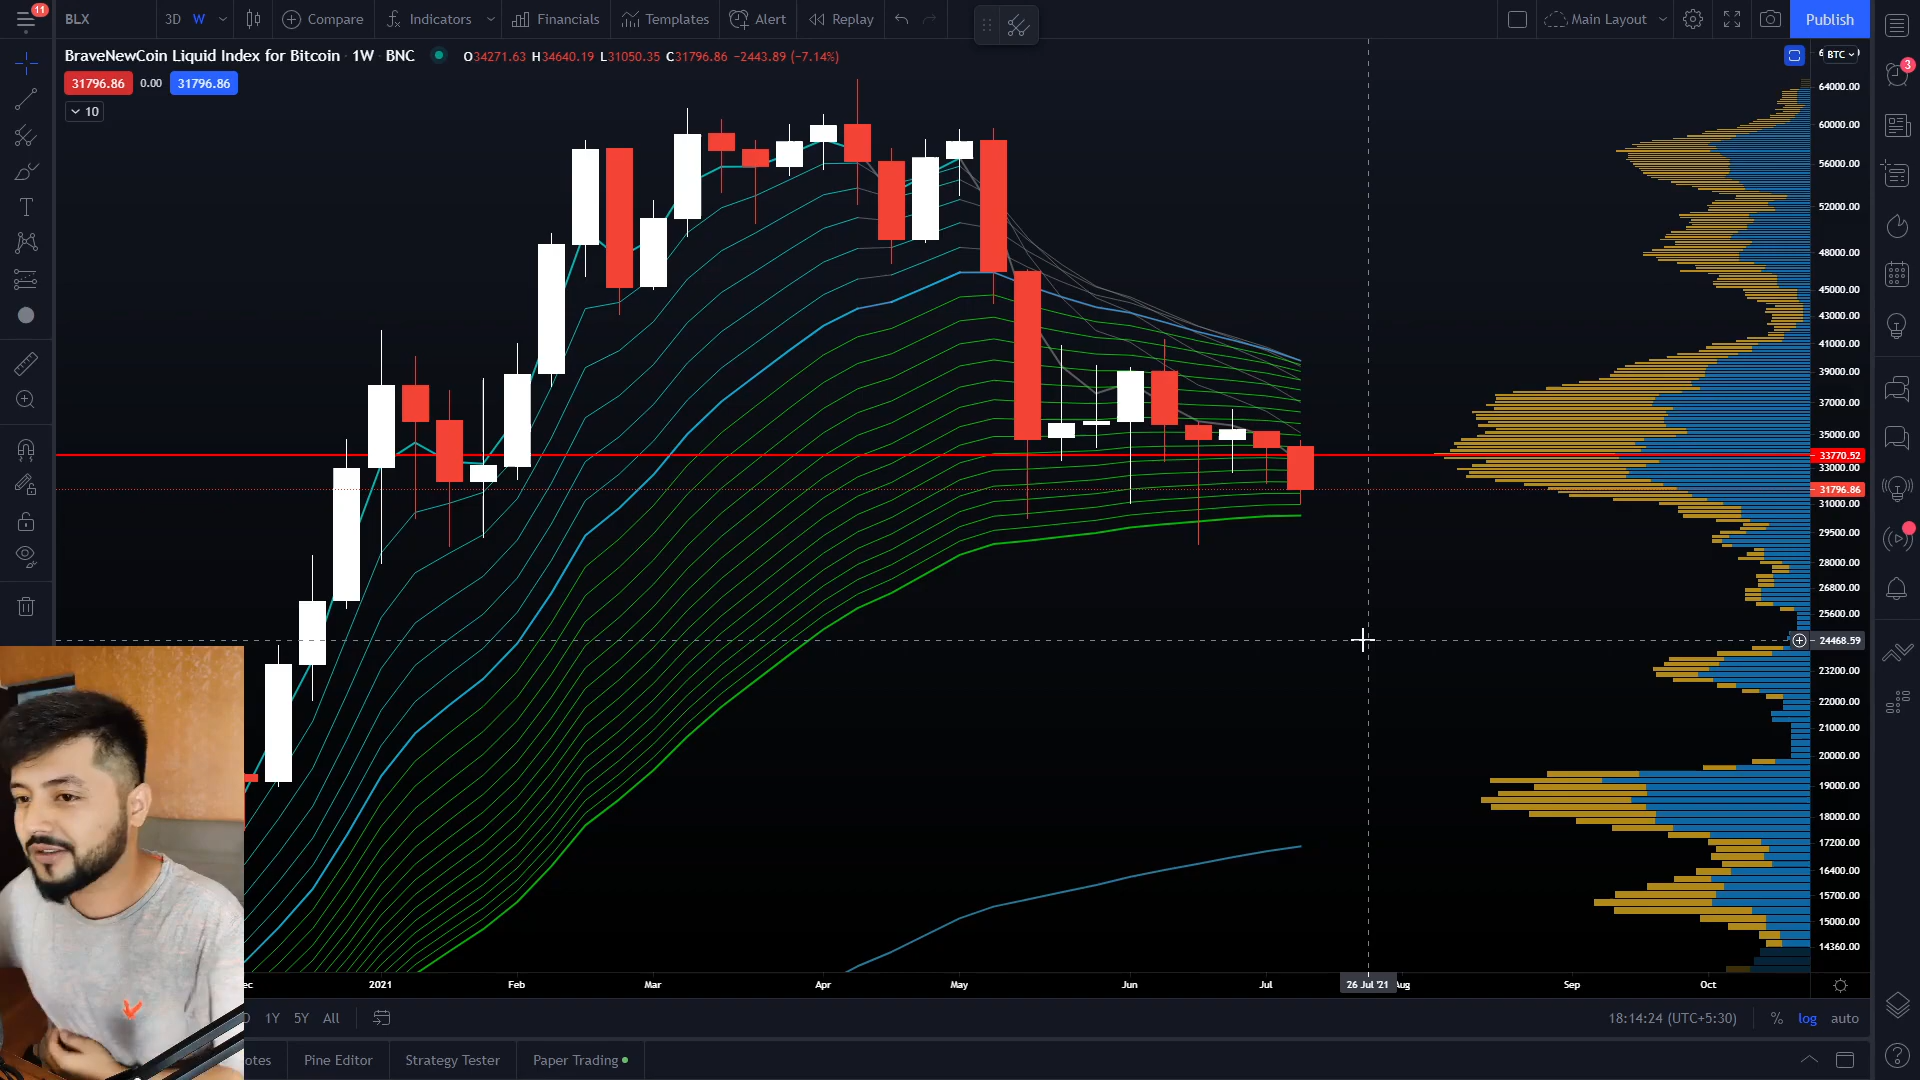 11
BLX
3D W
Compare
Indicators
Financials
Templates
Alert
Replay
Main Layout
Publish
BraveNewCoin Liquid Index for Bitcoin · 1W · BNC
O34271.63 H34640.19 L31050.35 C31796.86 −2443.89 (−7.14%)
31796.86 0.00 31796.86
10
BTC
3
64000.00
60000.00
56000.00
52000.00
48000.00
45000.00
43000.00
41000.00
39000.00
37000.00
35000.00
33770.52
33000.00
31796.86
31000.00
29500.00
28000.00
26800.00
25600.00
24468.59
23200.00
22000.00
21000.00
20000.00
19000.00
18000.00
17200.00
16400.00
15700.00
15000.00
14360.00
ec 2021 Feb Mar Apr May Jun Jul 26 Jul '21 Aug Sep Oct
1Y 5Y All
18:14:24 (UTC+5:30) % log auto
otes Pine Editor Strategy Tester Paper Trading